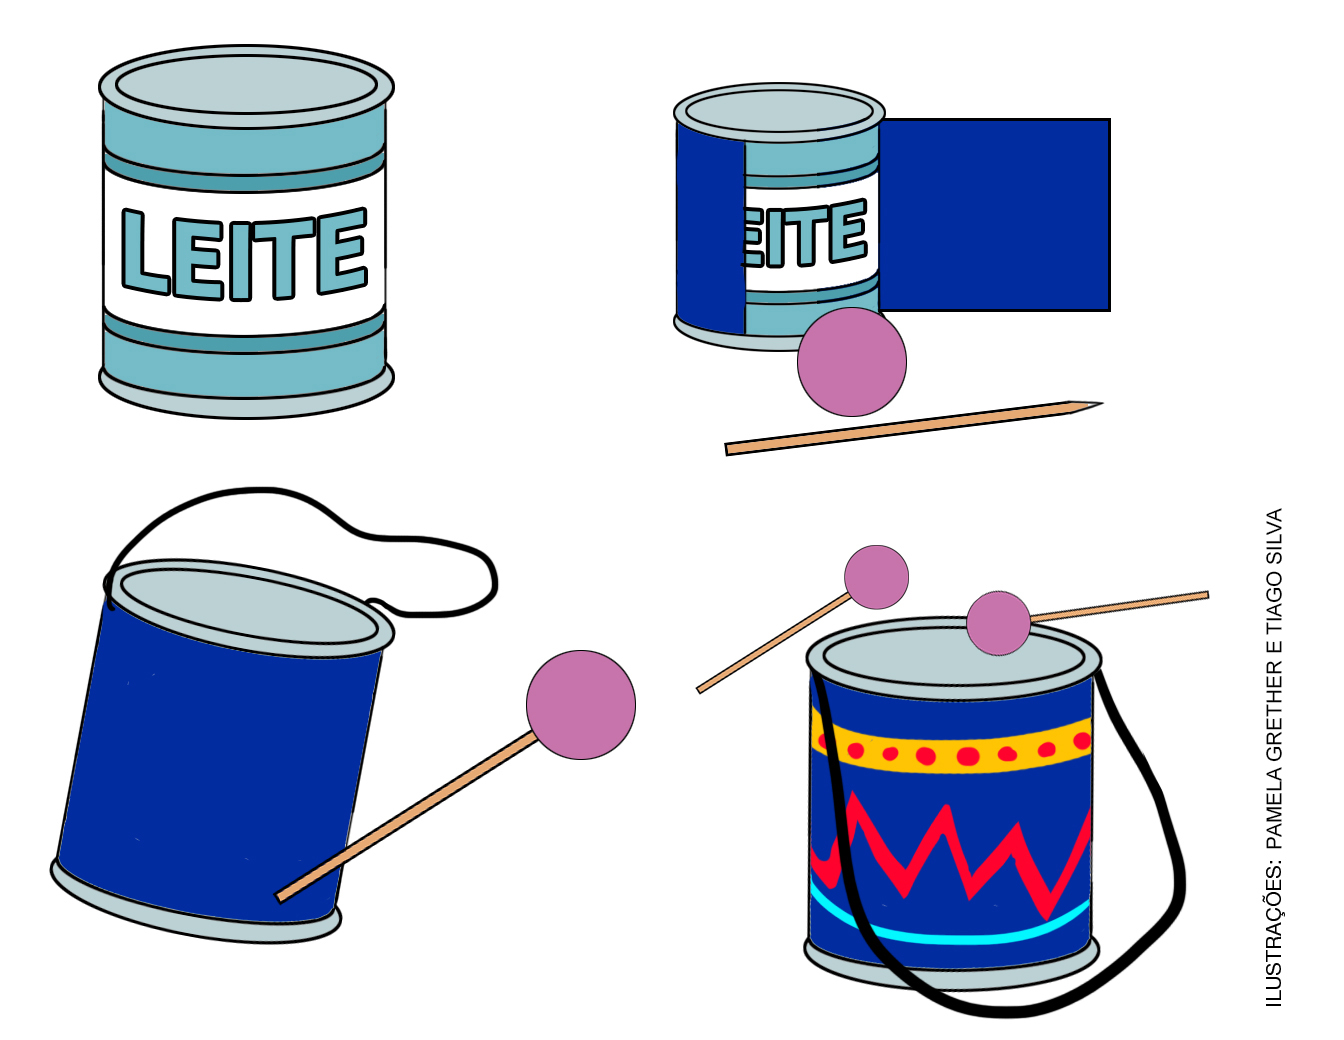 LEITE
EITE
ILUSTRAÇÕES: PAMELA GRETHER E TIAGO SILVA